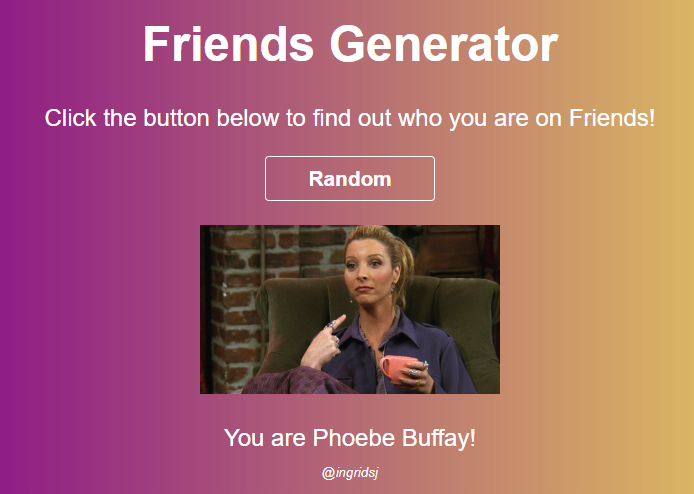 Friends Generator
Click the button below to find out who you are on Friends!
Random
You are Phoebe Buffay!
@ingridsj